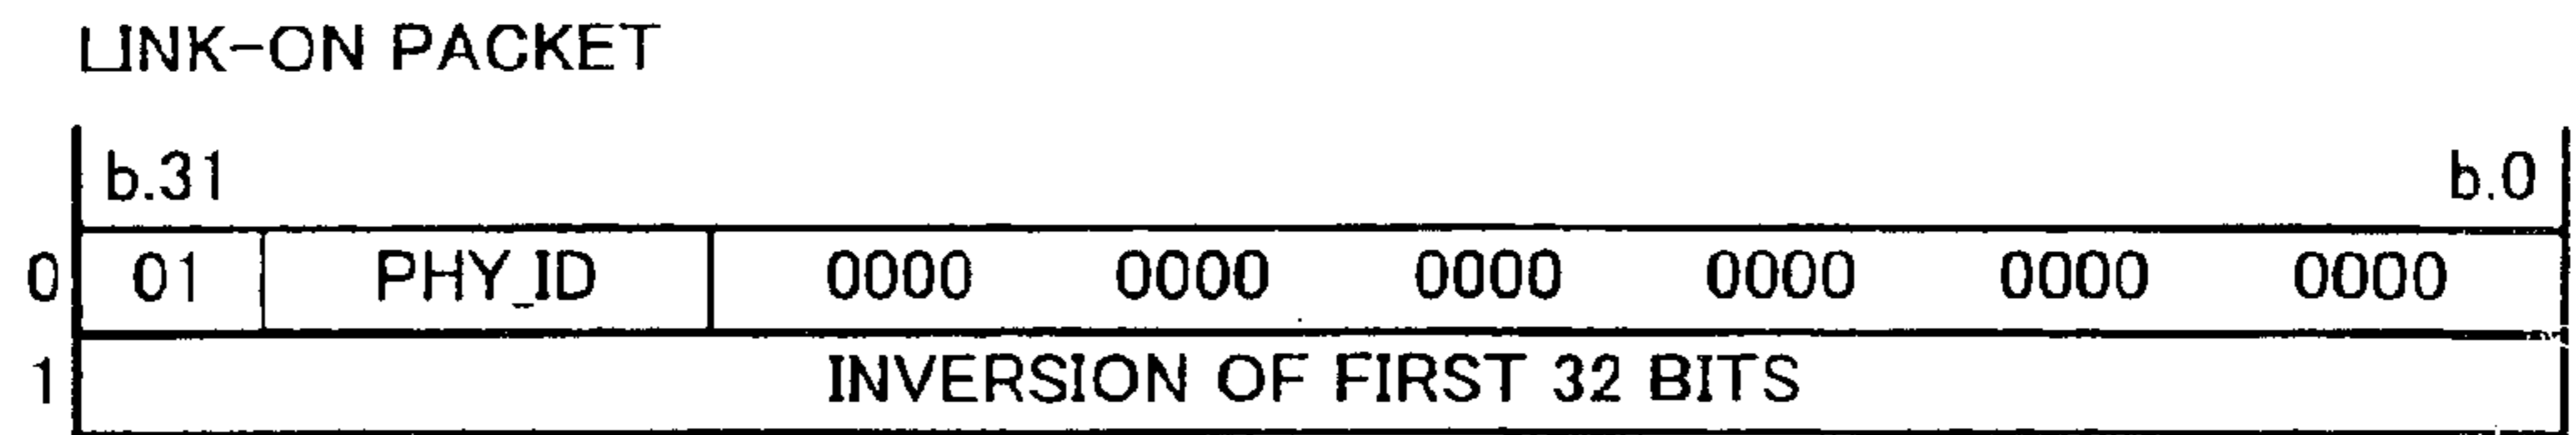 LINK-ON PACKET
b.31 b.0
0 01 PHY_ID 0000 0000 0000 0000 0000 0000
1 INVERSION OF FIRST 32 BITS